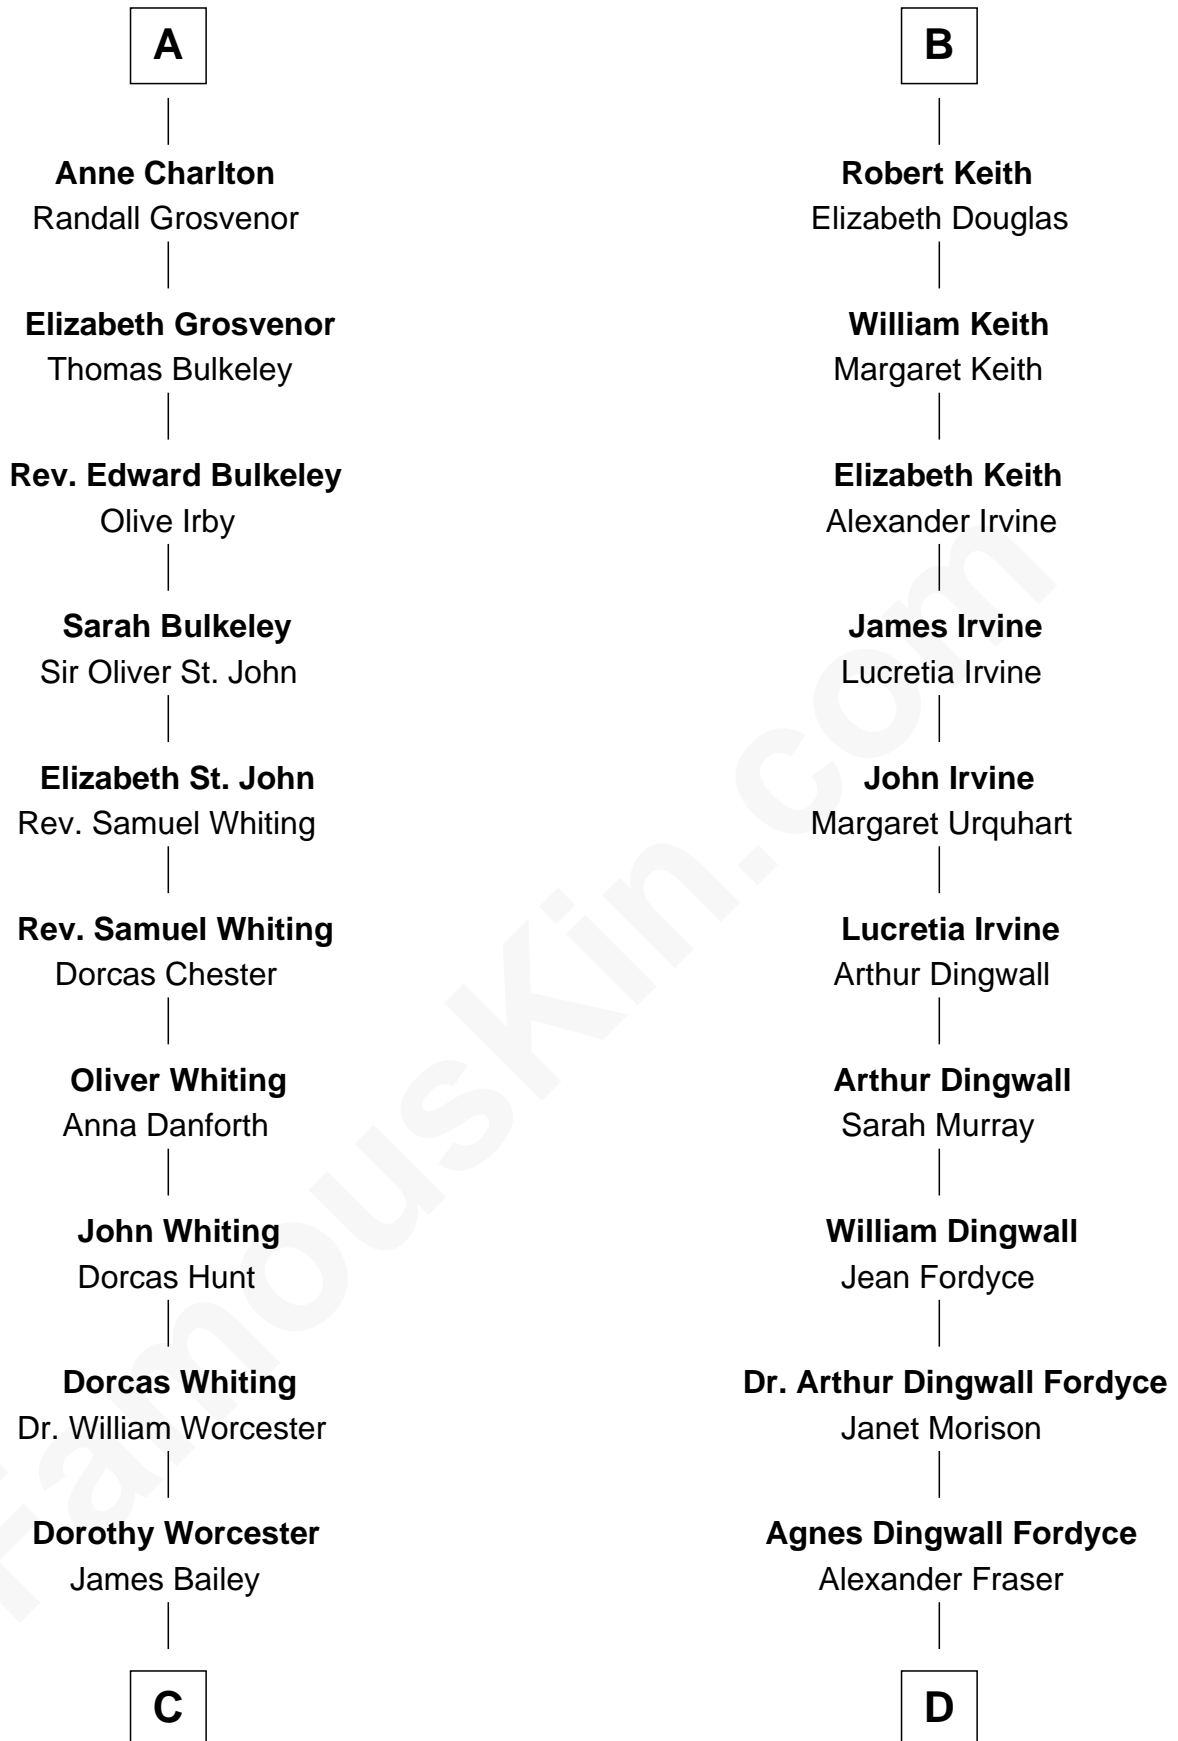 A
Anne Charlton
Randall Grosvenor
Elizabeth Grosvenor
Thomas Bulkeley
Rev. Edward Bulkeley
Olive Irby
Sarah Bulkeley
Sir Oliver St. John
Elizabeth St. John
Rev. Samuel Whiting
Rev. Samuel Whiting
Dorcas Chester
Oliver Whiting
Anna Danforth
John Whiting
Dorcas Hunt
Dorcas Whiting
Dr. William Worcester
Dorothy Worcester
James Bailey
C
B
Robert Keith
Elizabeth Douglas
William Keith
Margaret Keith
Elizabeth Keith
Alexander Irvine
James Irvine
Lucretia Irvine
John Irvine
Margaret Urquhart
Lucretia Irvine
Arthur Dingwall
Arthur Dingwall
Sarah Murray
William Dingwall
Jean Fordyce
Dr. Arthur Dingwall Fordyce
Janet Morison
Agnes Dingwall Fordyce
Alexander Fraser
D
FamousKin.com